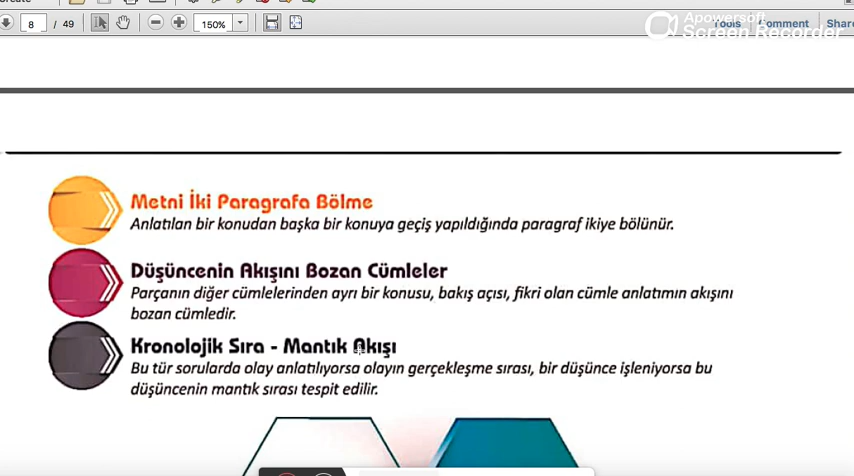 8 / 49
150%
Tools
Comment
Share
Apowersoft
Screen Recorder
Metni İki Paragrafa Bölme
Anlatılan bir konudan başka bir konuya geçiş yapıldığında paragraf ikiye bölünür.
Düşüncenin Akışını Bozan Cümleler
Parçanın diğer cümlelerinden ayrı bir konusu, bakış açısı, fikri olan cümle anlatımın akışını
bozan cümledir.
Kronolojik Sıra - Mantık Akışı
Bu tür sorularda olay anlatılıyorsa olayın gerçekleşme sırası, bir düşünce işleniyorsa bu
düşüncenin mantık sırası tespit edilir.